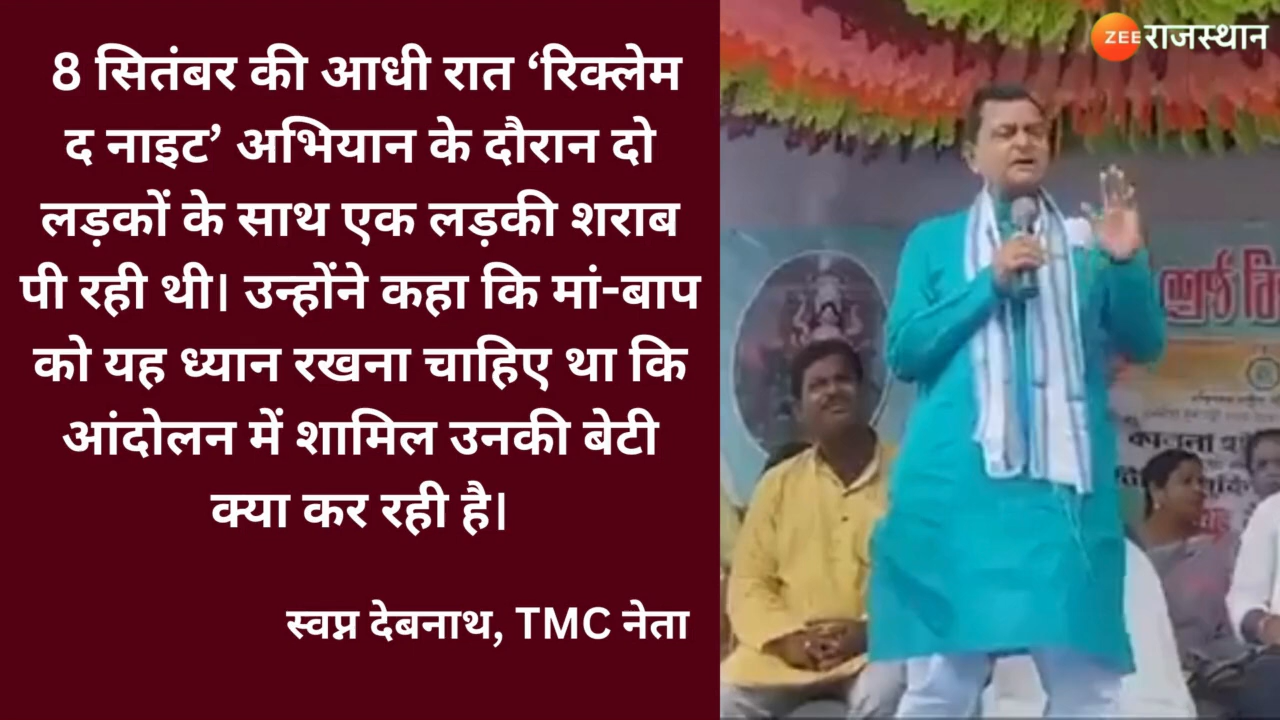 8 सितंबर की आधी रात ‘रिक्लेम
द नाइट’ अभियान के दौरान दो
लड़कों के साथ एक लड़की शराब
पी रही थी। उन्होंने कहा कि मां-बाप
को यह ध्यान रखना चाहिए था कि
आंदोलन में शामिल उनकी बेटी
क्या कर रही है।
स्वप्न देबनाथ, TMC नेता
ZEE राजस्थान
কালনা